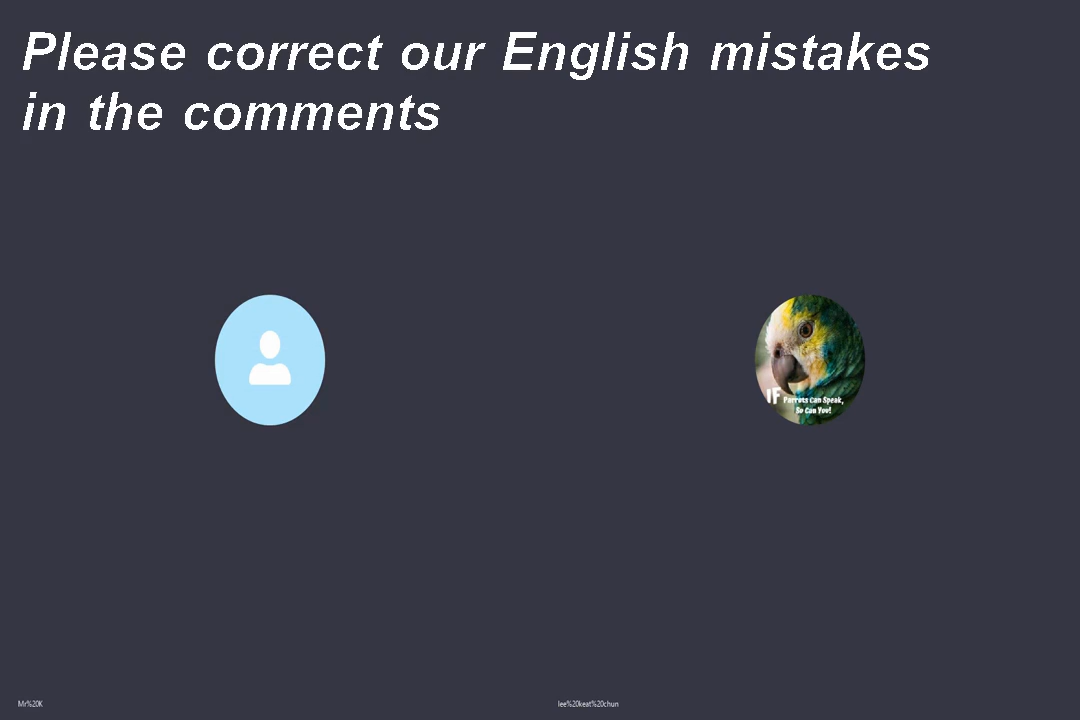 Please correct our English mistakes
in the comments
IF Parrots Can Speak,
So Can You!
Mr%20K
lee%20keat%20chun